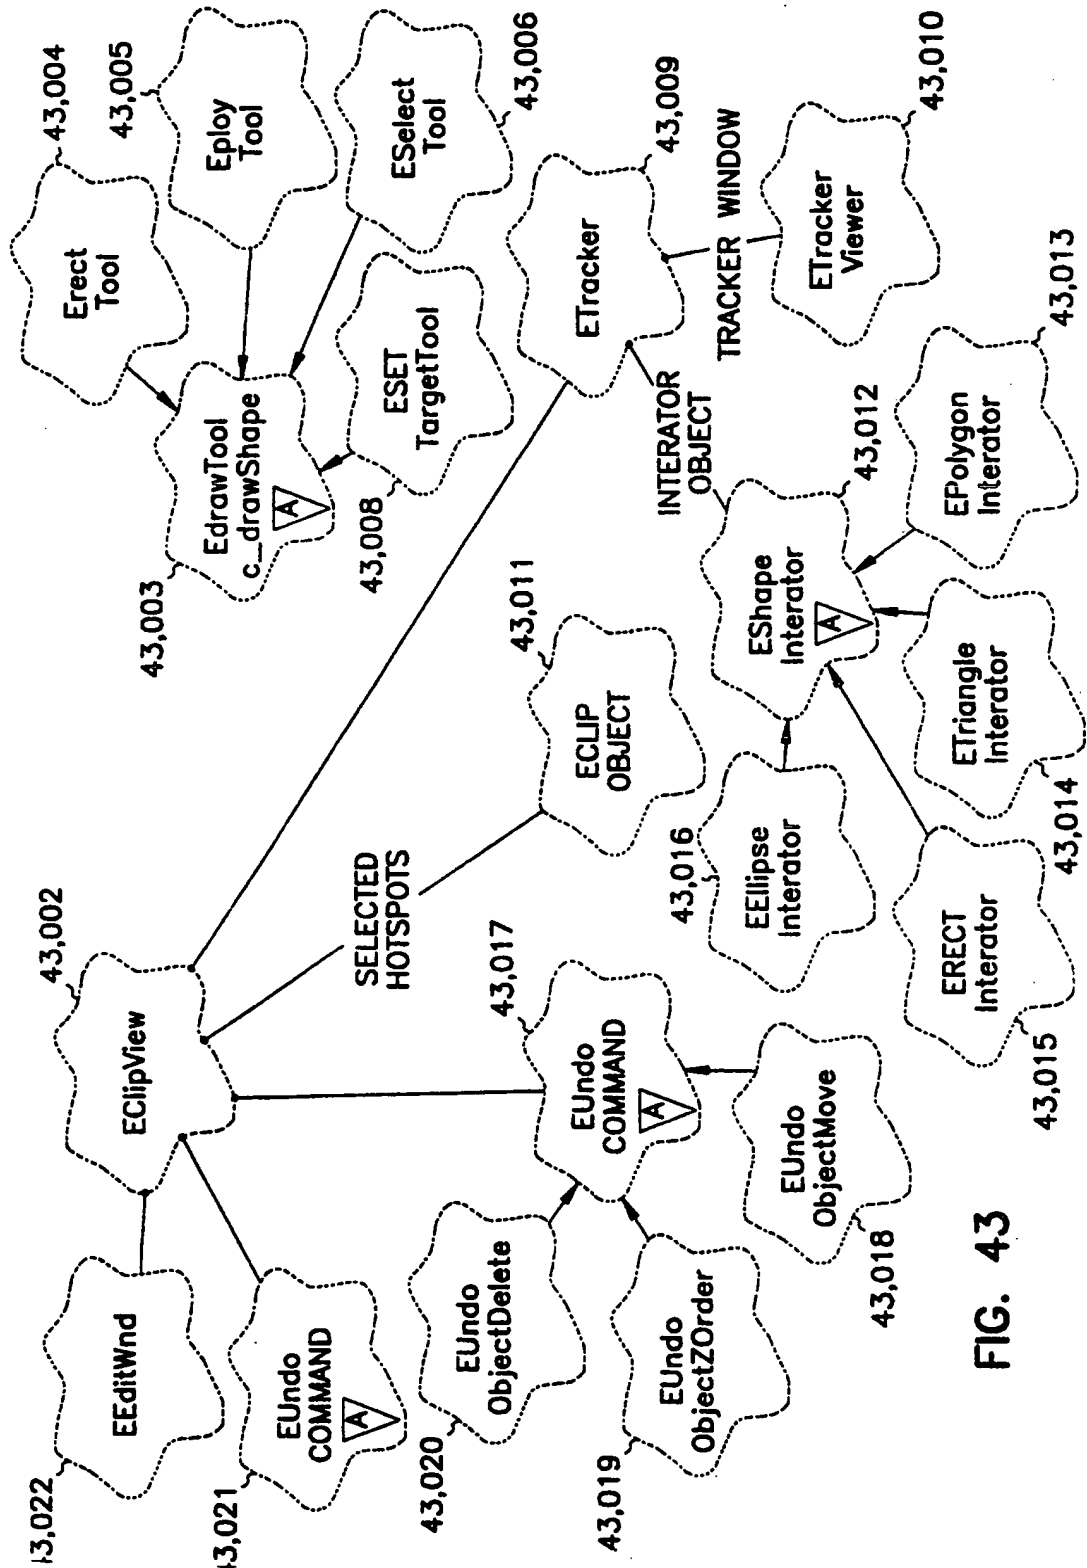 43,022
EEditWnd
43,021
EUndo
COMMAND
A
43,020
EUndo
ObjectDelete
43,019
EUndo
ObjectZOrder
43,018
EUndo
ObjectMove
43,017
EUndo
COMMAND
A
43,002
EClipView
SELECTED
HOTSPOTS
43,011
ECLIP
OBJECT
43,003
EdrawTool
c_drawShape
A
43,004
Erect
Tool
43,005
Eploy
Tool
43,006
ESelect
Tool
43,008
ESET
TargetTool
43,009
ETracker
TRACKER WINDOW
43,010
ETracker
Viewer
INTERATOR
OBJECT
43,012
EShape
Interator
A
43,013
EPolygon
Interator
43,014
ETriangle
Interator
43,015
ERECT
Interator
43,016
EEllipse
Interator
FIG. 43